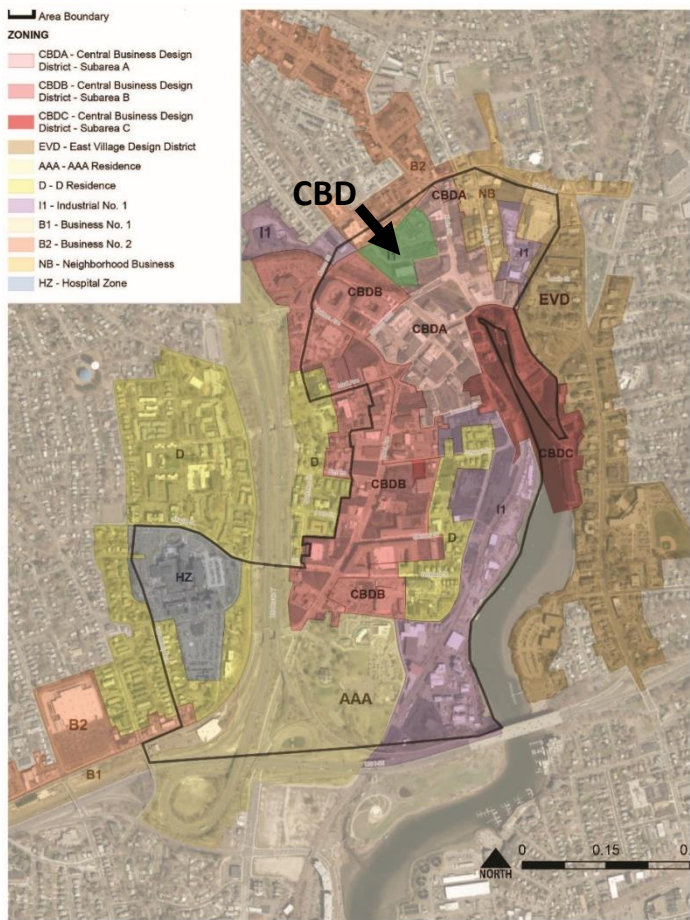 Area Boundary
ZONING
CBDA - Central Business Design
District - Subarea A
CBDB - Central Business Design
District - Subarea B
CBDC - Central Business Design
District - Subarea C
EVD - East Village Design District
AAA - AAA Residence
D - D Residence
I1 - Industrial No. 1
B1 - Business No. 1
B2 - Business No. 2
NB - Neighborhood Business
HZ - Hospital Zone
B2
CBD
CBDA
NB
I1
I1
CBDB
EVD
CBDA
D
D
CBDC
CBDB
I1
D
HZ
CBDB
AAA
B2
B1
NORTH
0
0.15